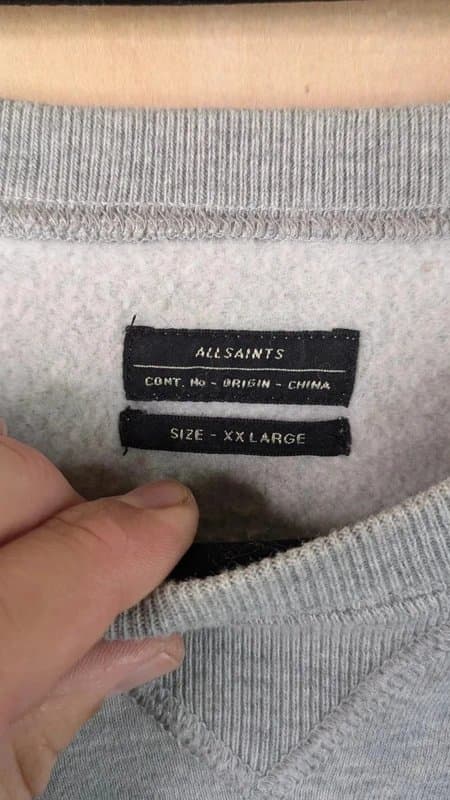 ALLSAINTS
CONT. No - ORIGIN - CHINA
SIZE - XX LARGE